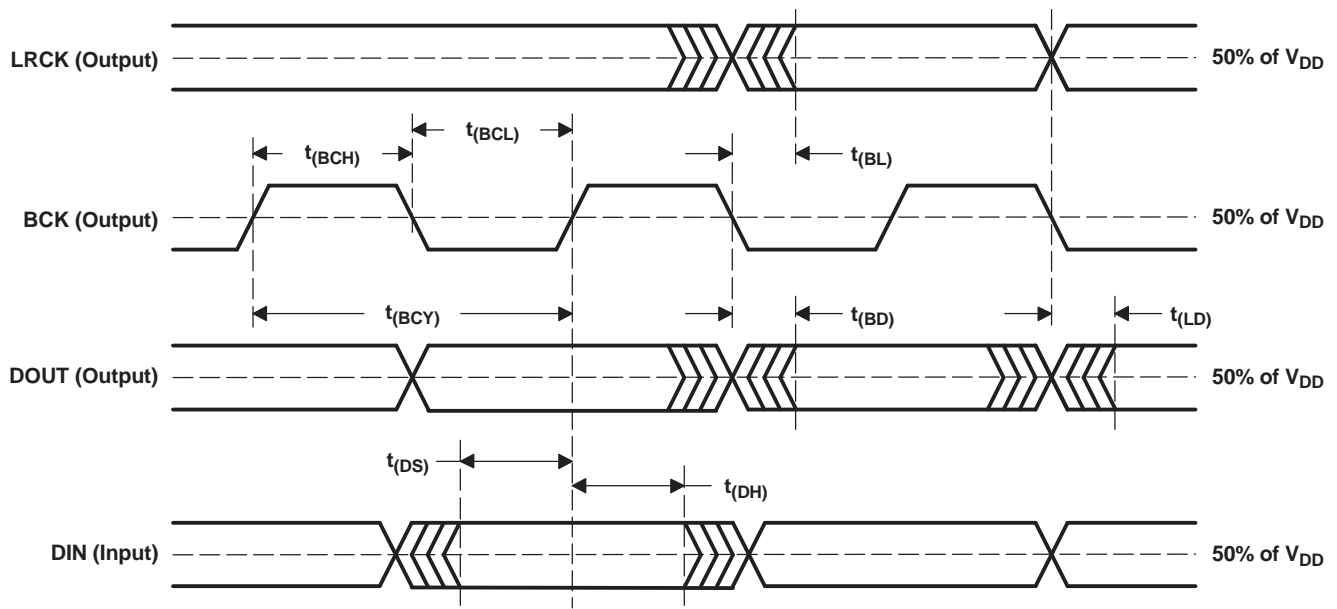 LRCK (Output)
50% of VDD
t(BCH)
t(BCL)
t(BL)
BCK (Output)
50% of VDD
t(BCY)
t(BD)
t(LD)
DOUT (Output)
50% of VDD
t(DS)
t(DH)
DIN (Input)
50% of VDD